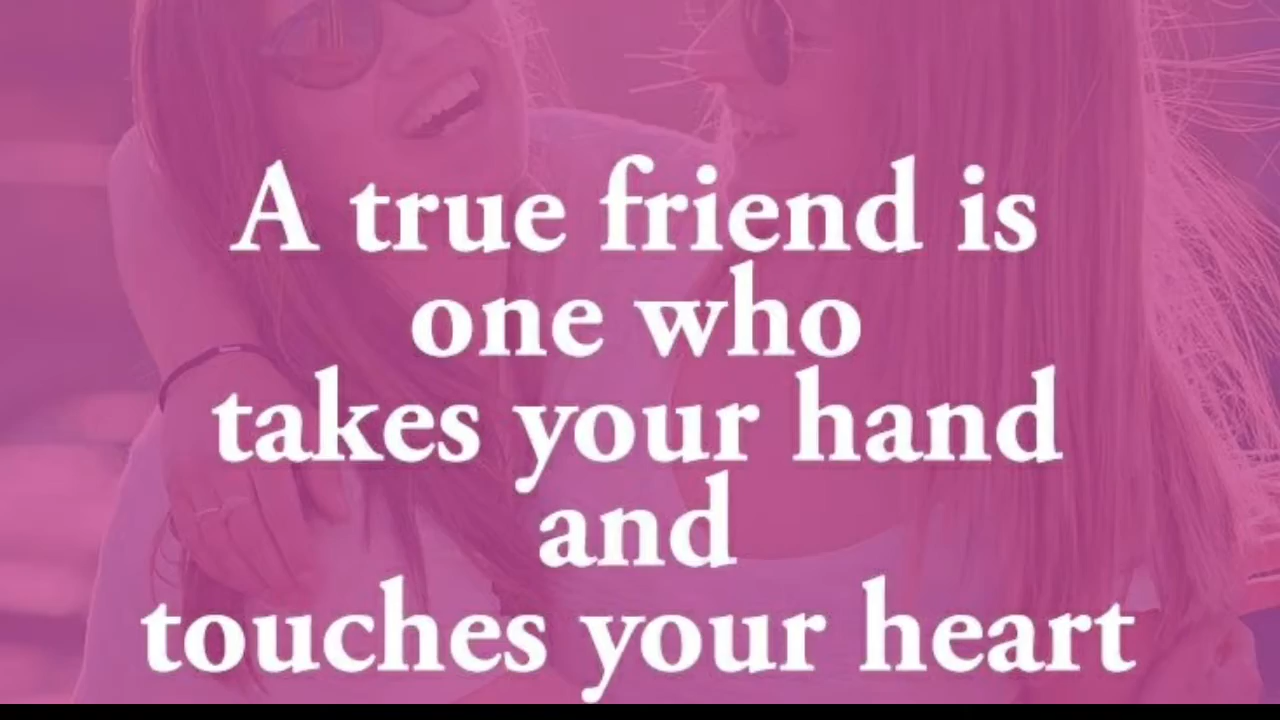 A true friend is
one who
takes your hand
and
touches your heart